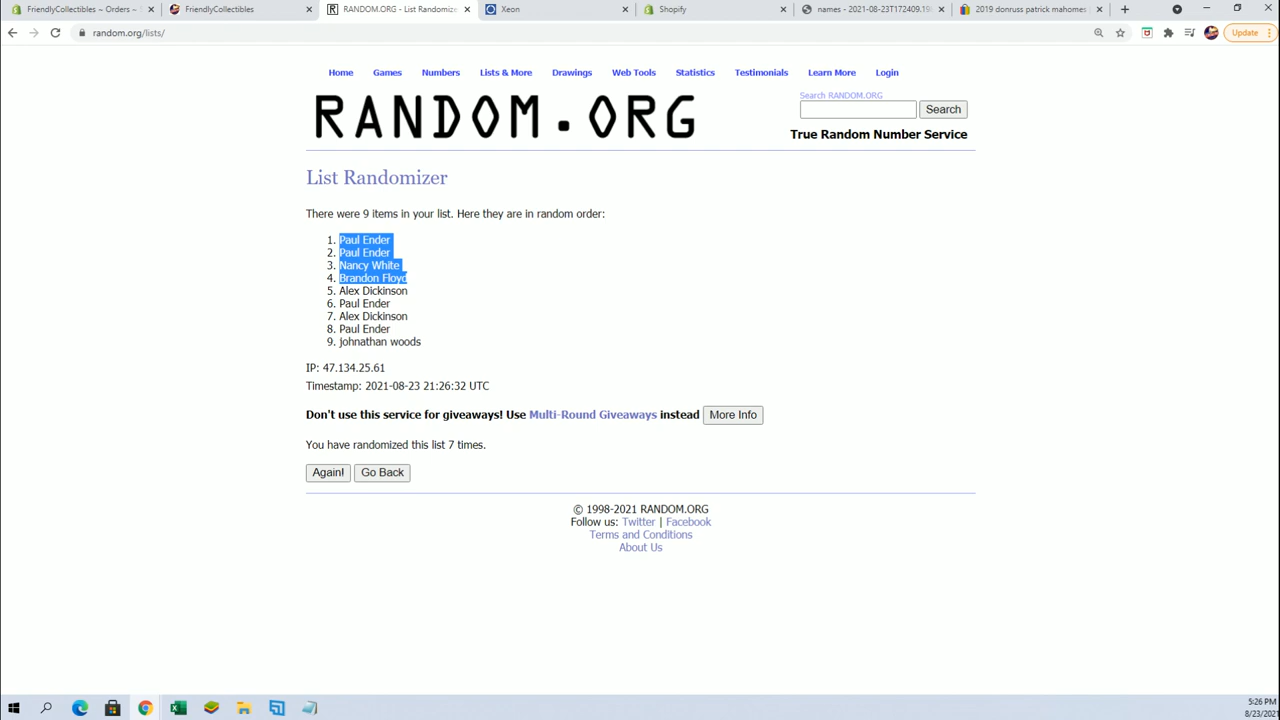 FriendlyCollectibles ~ Orders ~ S
FriendlyCollectibles
RANDOM.ORG - List Randomizer
Xeon
Shopify
names - 2021-08-23T172409.19
2019 donruss patrick mahomes
random.org/lists/
Update
Home Games Numbers Lists & More Drawings Web Tools Statistics Testimonials Learn More Login
RANDOM.ORG
Search RANDOM.ORG
Search
True Random Number Service
List Randomizer
There were 9 items in your list. Here they are in random order:
1. Paul Ender
2. Paul Ender
3. Nancy White
4. Brandon Floyd
5. Alex Dickinson
6. Paul Ender
7. Alex Dickinson
8. Paul Ender
9. johnathan woods
IP: 47.134.25.61
Timestamp: 2021-08-23 21:26:32 UTC
Don't use this service for giveaways! Use Multi-Round Giveaways instead More Info
You have randomized this list 7 times.
Again! Go Back
© 1998-2021 RANDOM.ORG
Follow us: Twitter | Facebook
Terms and Conditions
About Us
5:26 PM
8/23/2021